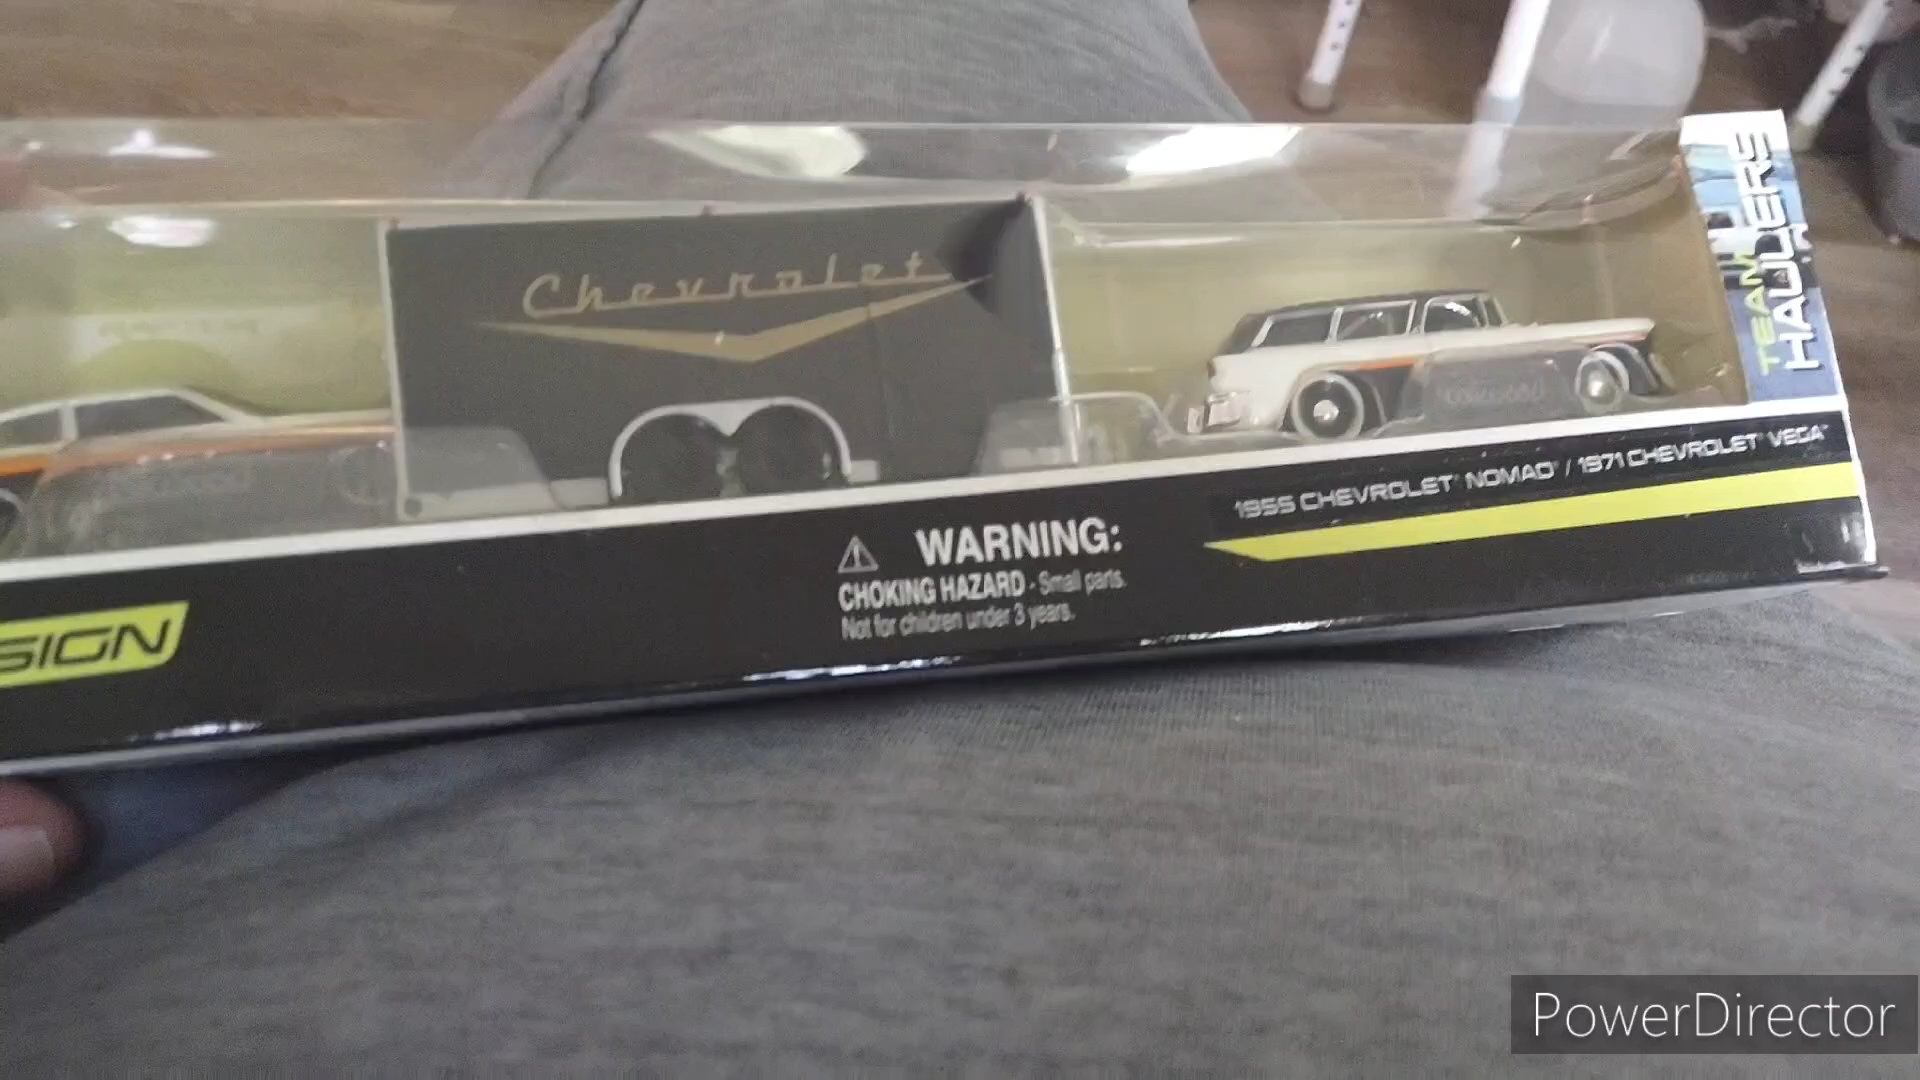 Chevrolet
TEAM
HAULERS
1955 CHEVROLET NOMAD / 1971 CHEVROLET VEGA™
⚠ WARNING:
CHOKING HAZARD - Small parts.
Not for children under 3 years.
SIGN
PowerDirector